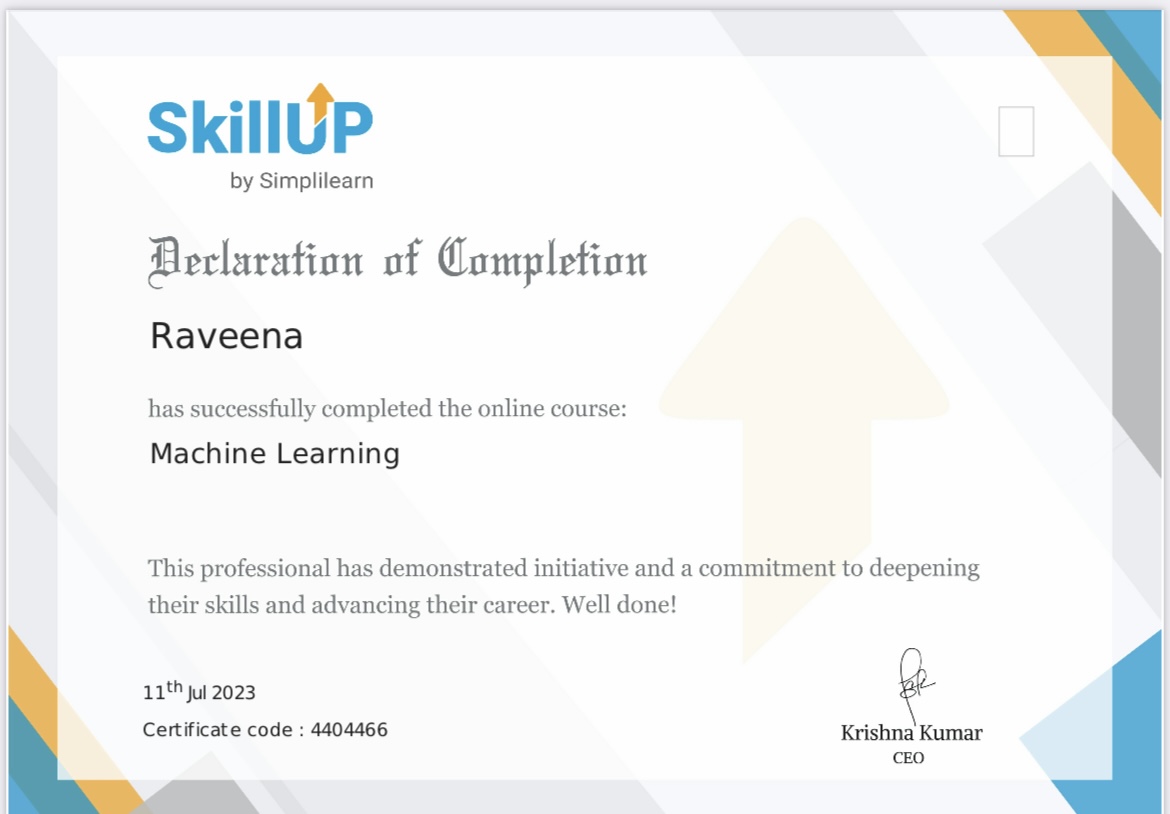 SkillUP
by Simplilearn
Declaration of Completion
Raveena
has successfully completed the online course:
Machine Learning
This professional has demonstrated initiative and a commitment to deepening
their skills and advancing their career. Well done!
11th Jul 2023
Certificate code : 4404466
Krishna Kumar
CEO